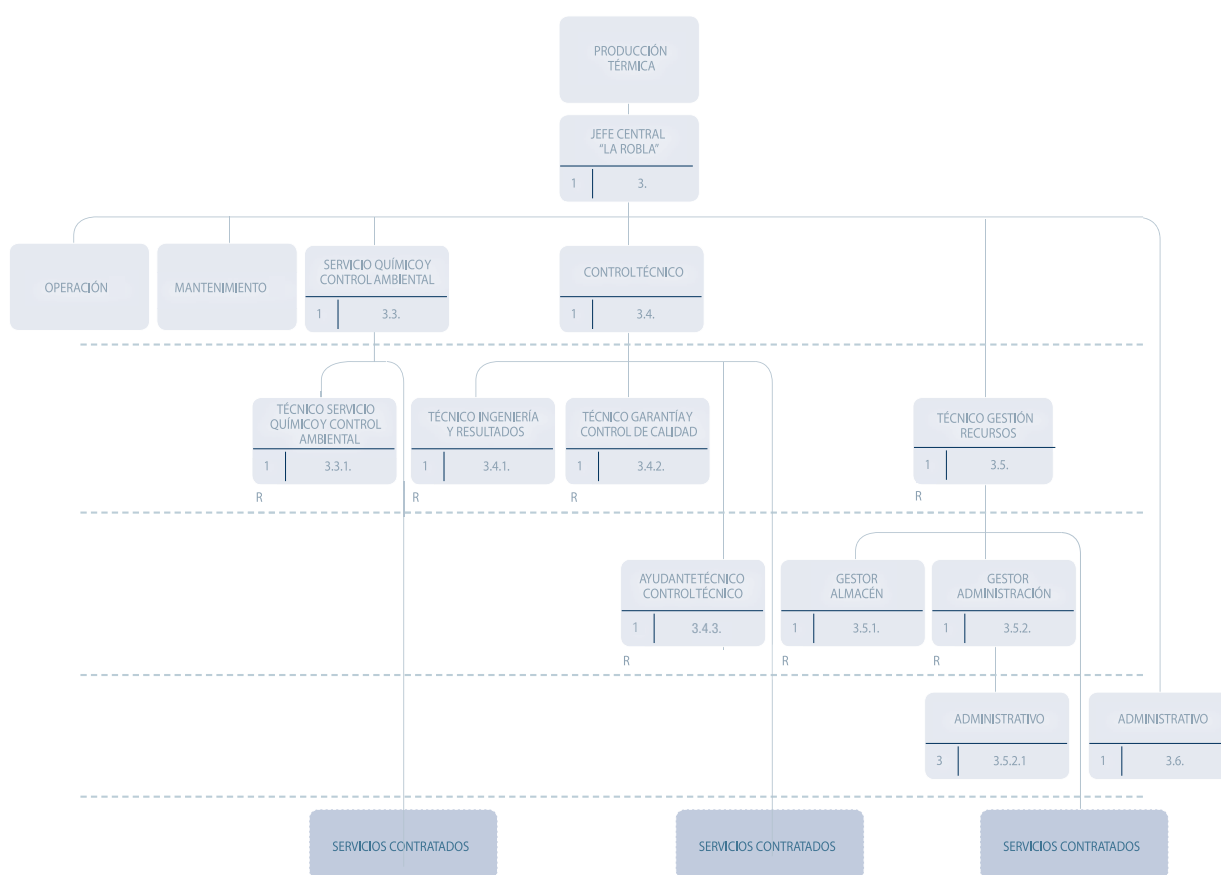 PRODUCCIÓN
TÉRMICA
JEFE CENTRAL
“LA ROBLA”
1 3.
OPERACIÓN
MANTENIMIENTO
SERVICIO QUÍMICO Y
CONTROL AMBIENTAL
1 3.3.
CONTROL TÉCNICO
1 3.4.
TÉCNICO SERVICIO
QUÍMICO Y CONTROL
AMBIENTAL
1 3.3.1.
R
TÉCNICO INGENIERÍA
Y RESULTADOS
1 3.4.1.
R
TÉCNICO GARANTÍA Y
CONTROL DE CALIDAD
1 3.4.2.
R
TÉCNICO GESTIÓN
RECURSOS
1 3.5.
R
AYUDANTE TÉCNICO
CONTROL TÉCNICO
1 3.4.3.
R
GESTOR
ALMACÉN
1 3.5.1.
R
GESTOR
ADMINISTRACIÓN
1 3.5.2.
R
ADMINISTRATIVO
3 3.5.2.1
ADMINISTRATIVO
1 3.6.
SERVICIOS CONTRATADOS
SERVICIOS CONTRATADOS
SERVICIOS CONTRATADOS